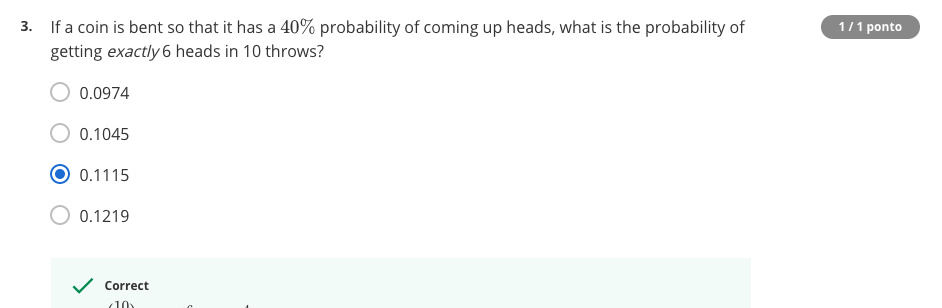 3. If a coin is bent so that it has a 40% probability of coming up heads, what is the probability of
1 / 1 ponto
getting exactly 6 heads in 10 throws?
0.0974
0.1045
0.1115
0.1219
Correct
(10)